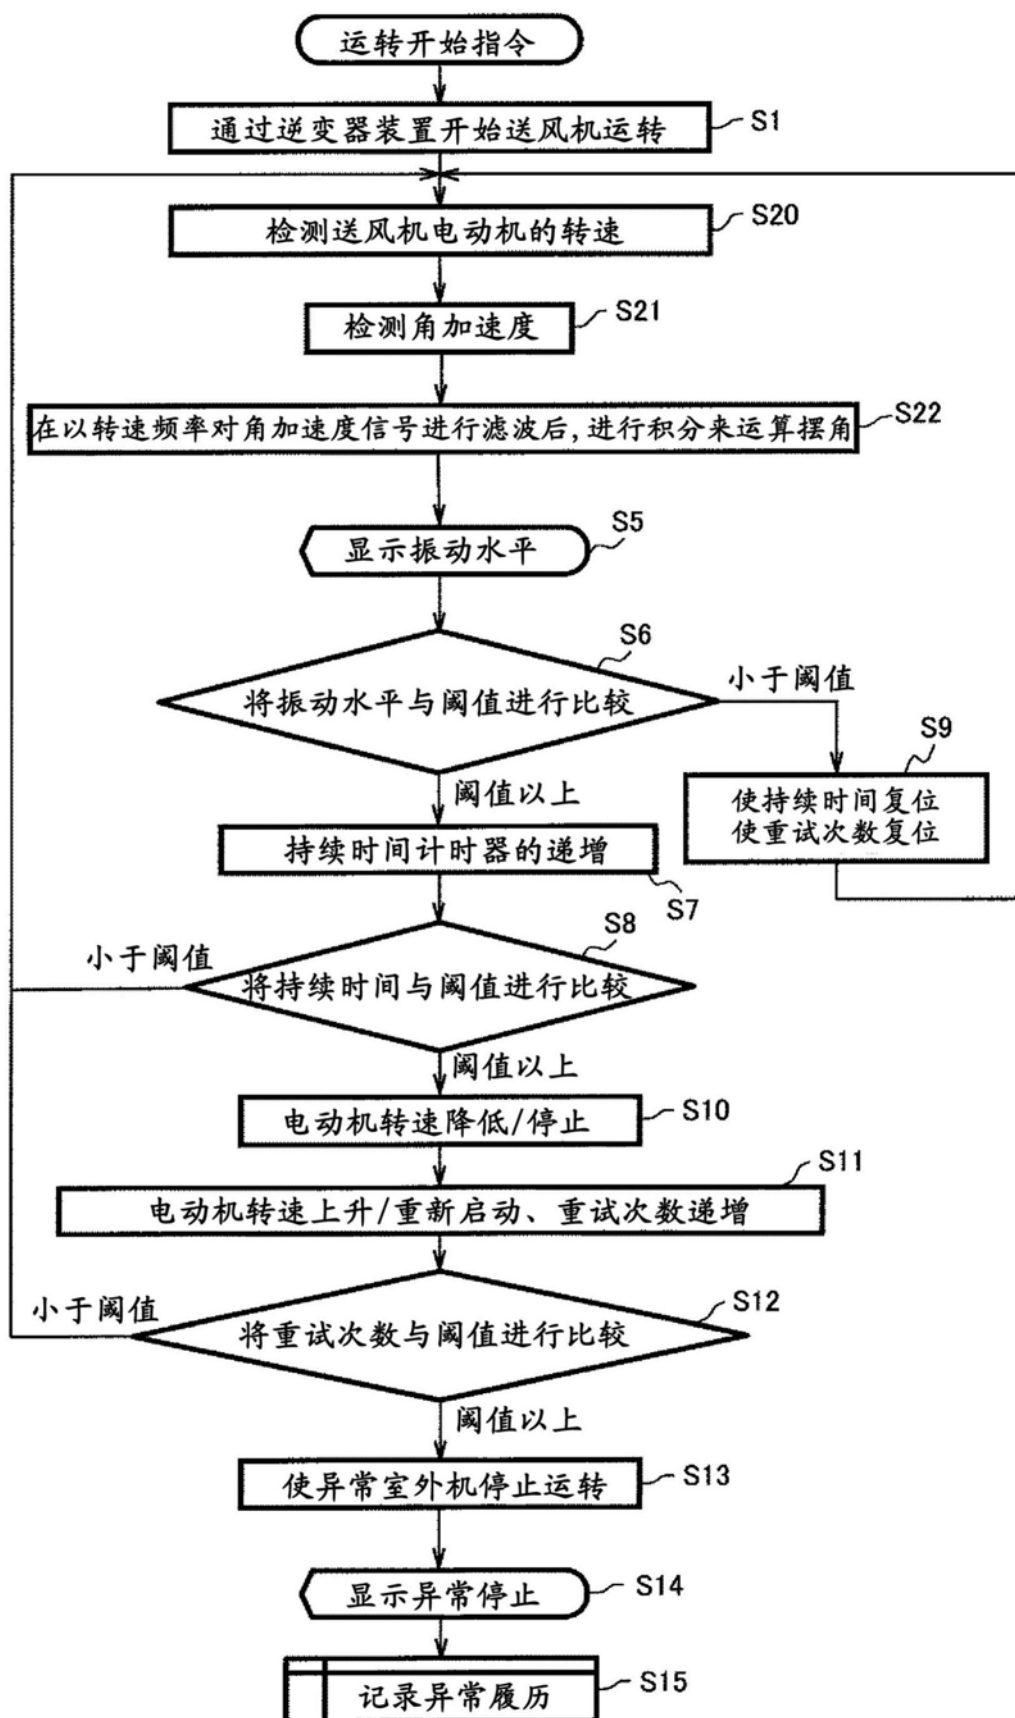 运转开始指令
通过逆变器装置开始送风机运转
S1
检测送风机电动机的转速
S20
检测角加速度
S21
在以转速频率对角加速度信号进行滤波后,进行积分来运算摆角
S22
显示振动水平
S5
S6
将振动水平与阈值进行比较
小于阈值
S9
阈值以上
使持续时间复位
使重试次数复位
持续时间计时器的递增
S7
S8
小于阈值
将持续时间与阈值进行比较
阈值以上
电动机转速降低/停止
S10
S11
电动机转速上升/重新启动、重试次数递增
小于阈值
S12
将重试次数与阈值进行比较
阈值以上
使异常室外机停止运转
S13
显示异常停止
S14
记录异常履历
S15